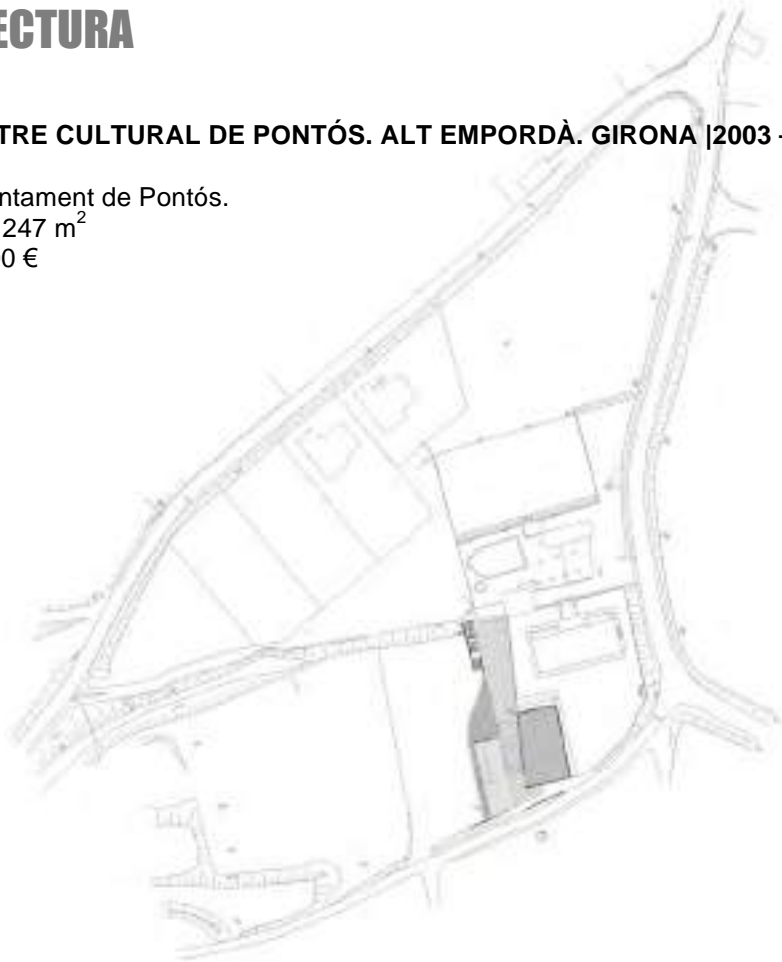 ECTURA
TRE CULTURAL DE PONTÓS. ALT EMPORDÀ. GIRONA |2003 -
ntament de Pontós.
247 m²
0 €